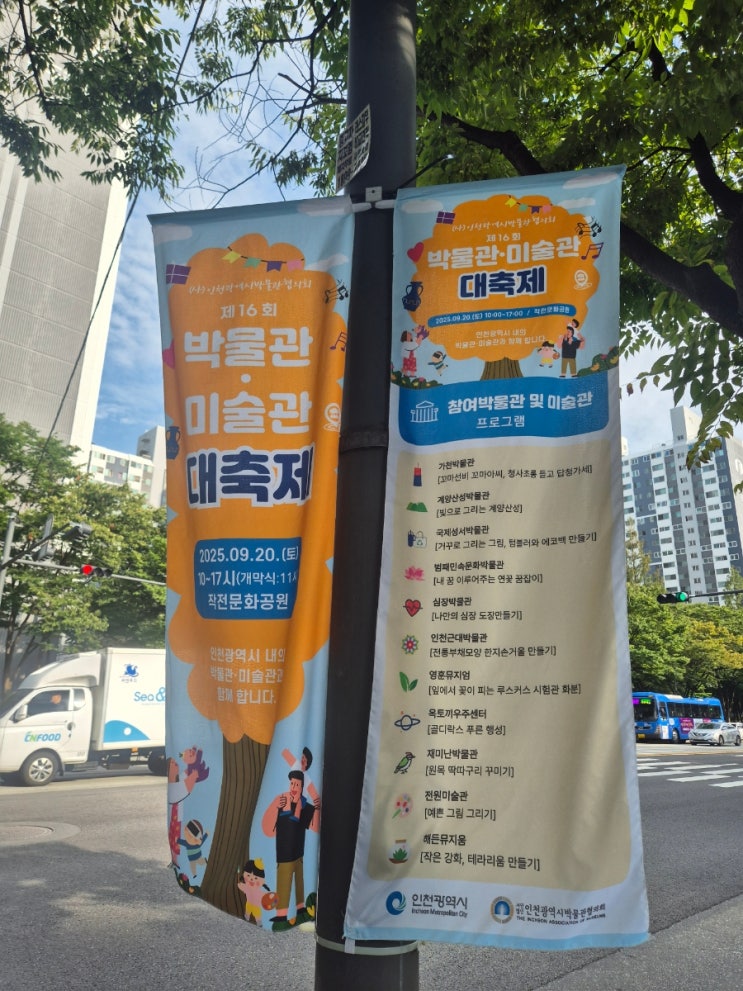 (사)인천광역시박물관협의회
제16회
박물관
·
미술관
대축제
2025.09.20.(토)
10-17시(개막식:11시
작전문화공원
인천광역시 내의
박물관·미술관과
함께 합니다.
(사)인천광역시박물관협의회
제16회
박물관·미술관
대축제
2025.09.20.(토) 10:00~17:00 / 작전문화공원
인천광역시 내의
박물관·미술관과 함께 합니다.
참여박물관 및 미술관
프로그램
가천박물관
[꼬마선비 꼬마아씨, 청사초롱 들고 답청가세]
계양산성박물관
[빛으로 그리는 계양산성]
국제성서박물관
[거꾸로 그리는 그림, 텀블러와 에코백 만들기]
범패민속문화박물관
[내 꿈 이루어주는 연꽃 꿈잡이]
심장박물관
[나만의 심장 도장만들기]
인천근대박물관
[전통부채모양 한지손거울 만들기]
영훈뮤지엄
[잎에서 꽃이 피는 루스커스 시험관 화분]
옥토끼우주센터
[골디락스 푸른 행성]
재미난박물관
[원목 딱따구리 꾸미기]
전원미술관
[예쁜 그림 그리기]
해든뮤지움
[작은 강화, 테라리움 만들기]
인천광역시
Incheon Metropolitan City
사단법인 인천광역시박물관협의회
THE INCHEON ASSOCIATION OF MUSEUMS
ENFOOD
Sea&